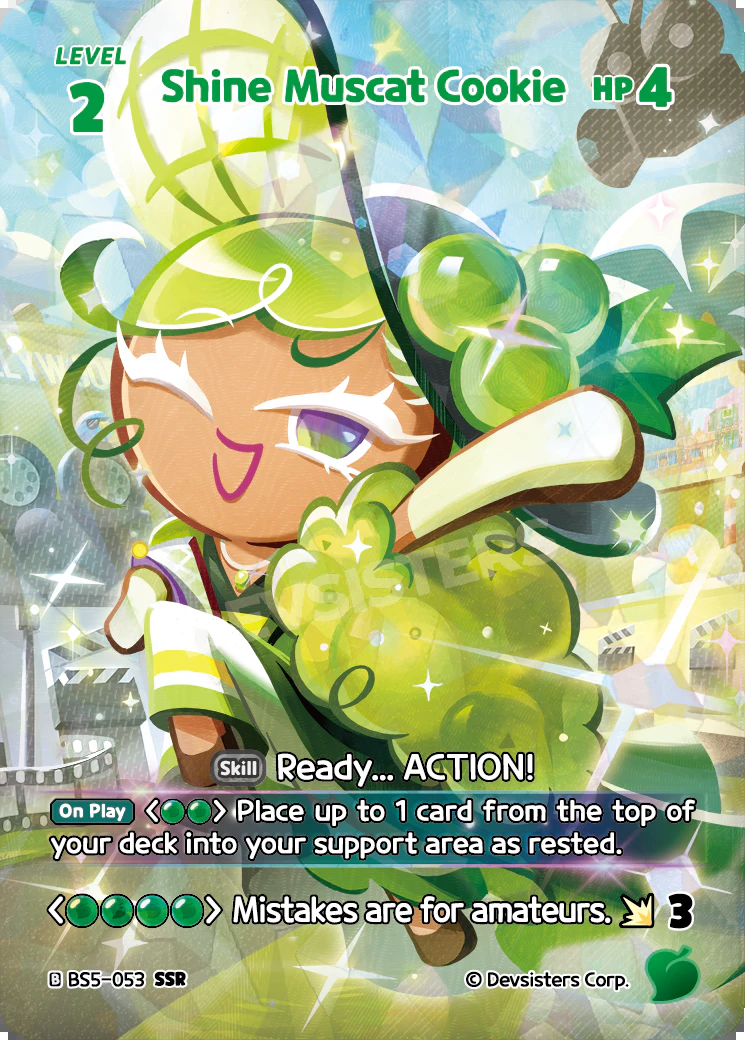 LEVEL
2
Shine Muscat Cookie HP 4
LYWOO
DEVSISTERS
Skill Ready... ACTION!
On Play < > Place up to 1 card from the top of
your deck into your support area as rested.
< > Mistakes are for amateurs. 3
B BS5-053 SSR
© Devsisters Corp.